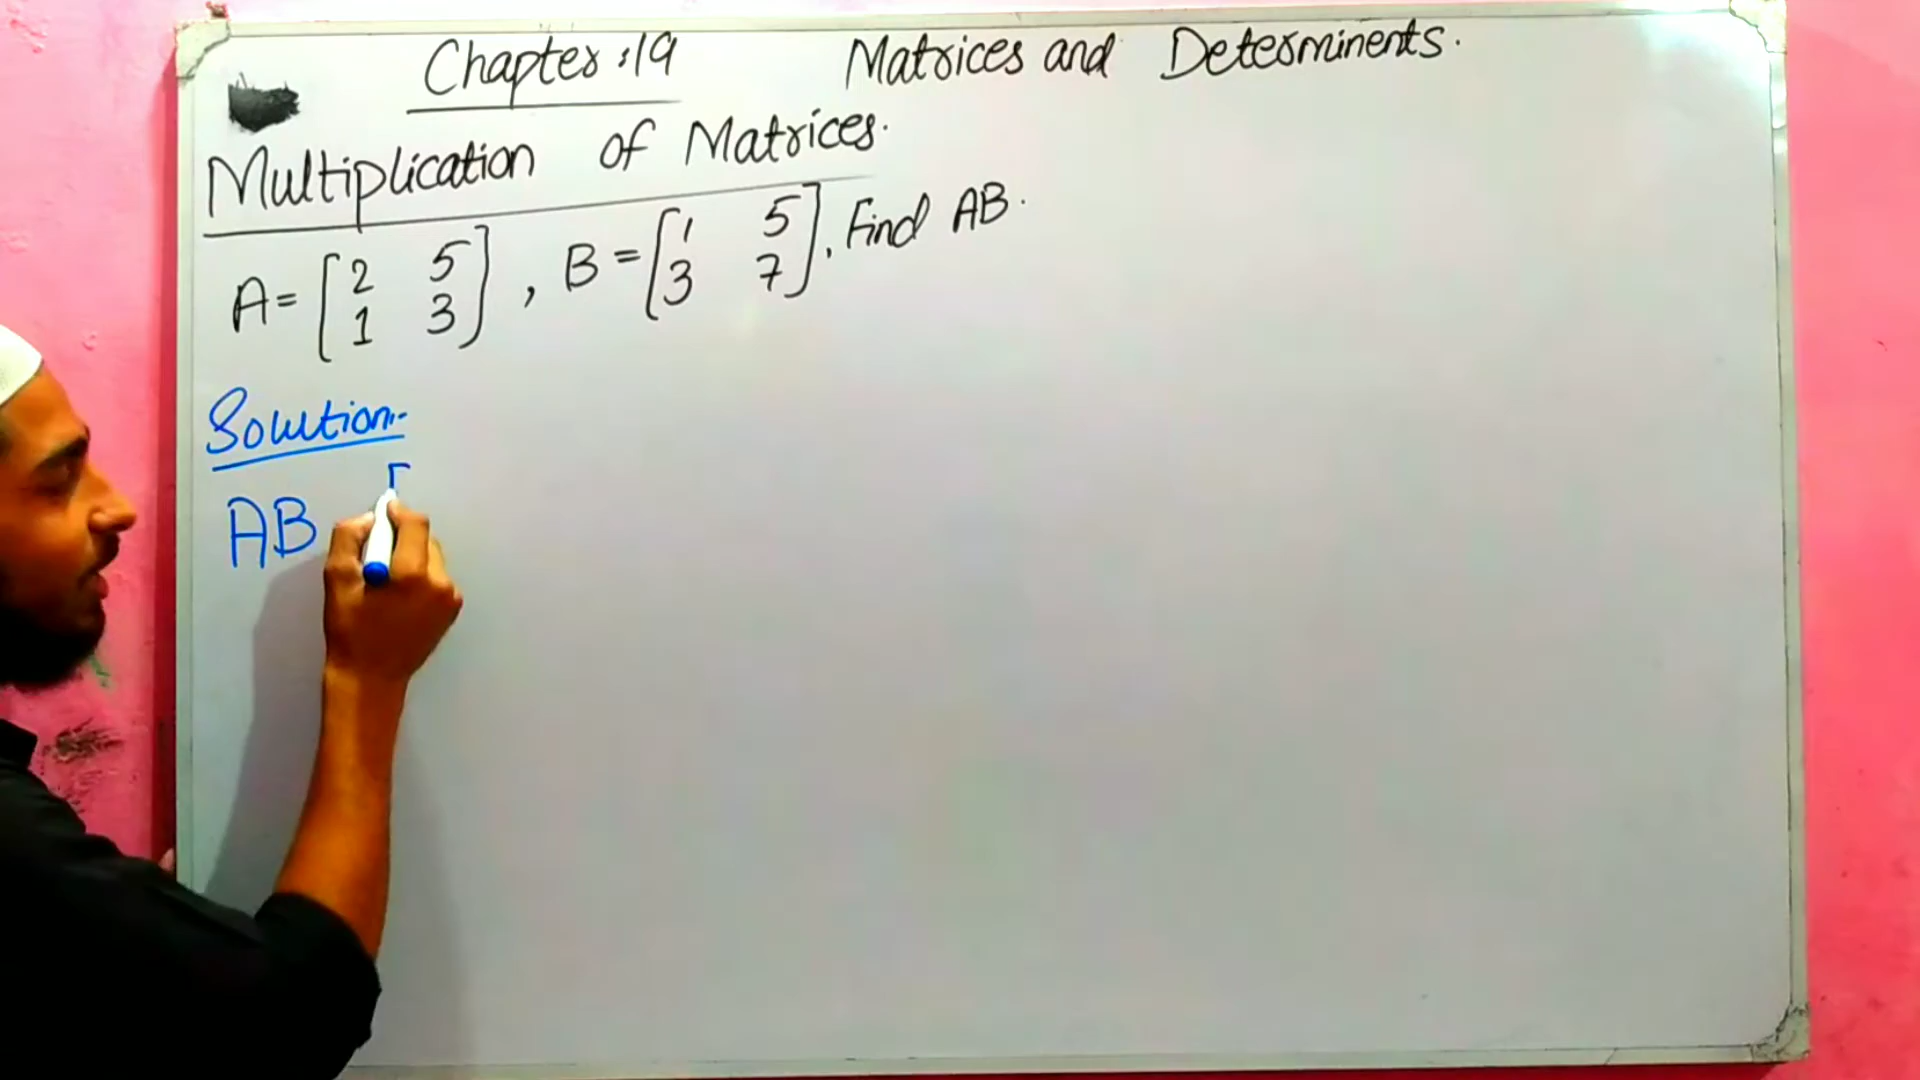 Chapter :19 Matrices and Determinents.
Multiplication of Matrices.
A= [2 5
1 3] , B = [1 5
3 7]. Find AB.
Solution:-
AB [